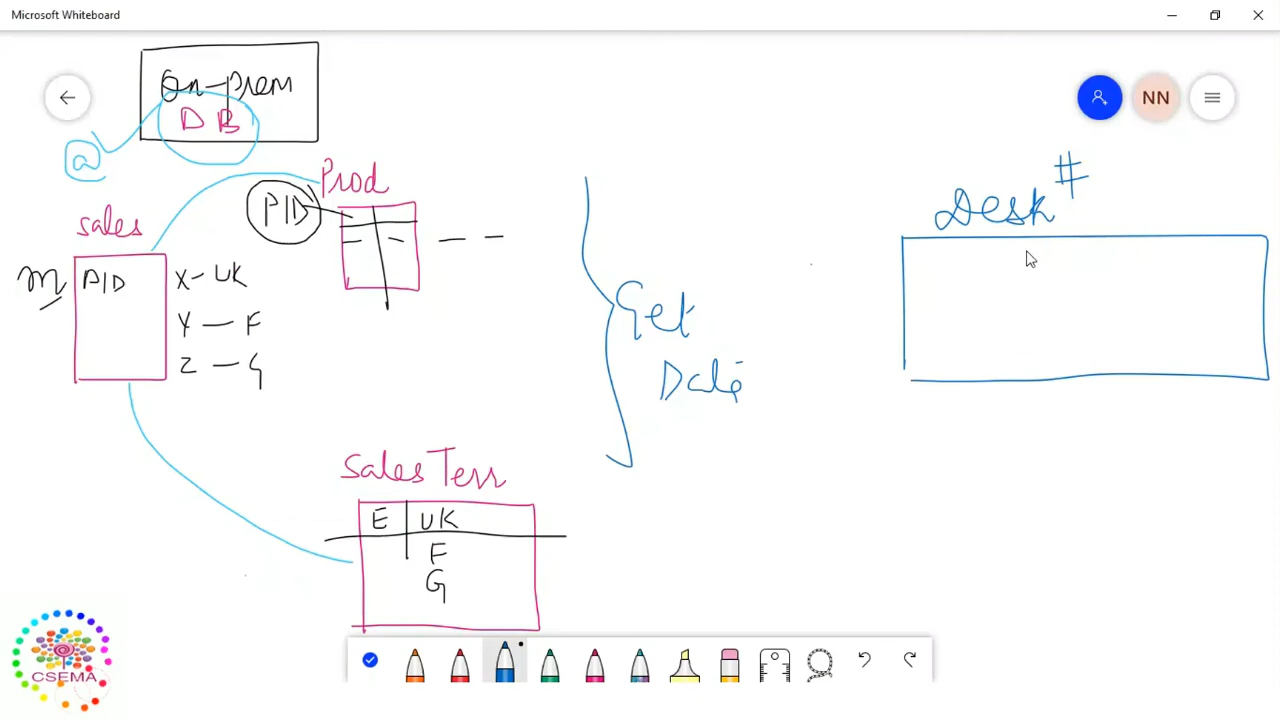 Microsoft Whiteboard
On-prem
DB
@
NN
Prod
PID
sales
Desk #
m
PID
X - UK
Y - F
Z - G
Get
Data
Sales Terr
E UK
F
G
CSEMA